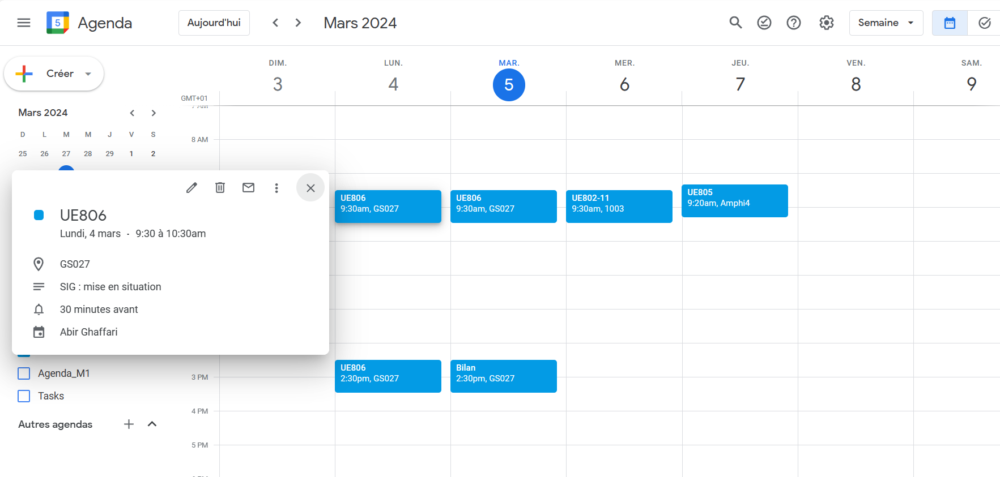 5 Agenda Aujourd'hui Mars 2024 Semaine
Créer
Mars 2024
D L M M J V S
25 26 27 28 29 1 2
DIM. LUN. MAR. MER. JEU. VEN. SAM.
3 4 5 6 7 8 9
GMT+01
7 AM
8 AM
UE806
Lundi, 4 mars · 9:30 à 10:30am
GS027
SIG : mise en situation
30 minutes avant
Abir Ghaffari
UE806
9:30am, GS027
UE806
9:30am, GS027
UE802-11
9:30am, 1003
UE805
9:20am, Amphi4
UE806
2:30pm, GS027
Bilan
2:30pm, GS027
Agenda_M1
Tasks
Autres agendas
3 PM
4 PM
5 PM